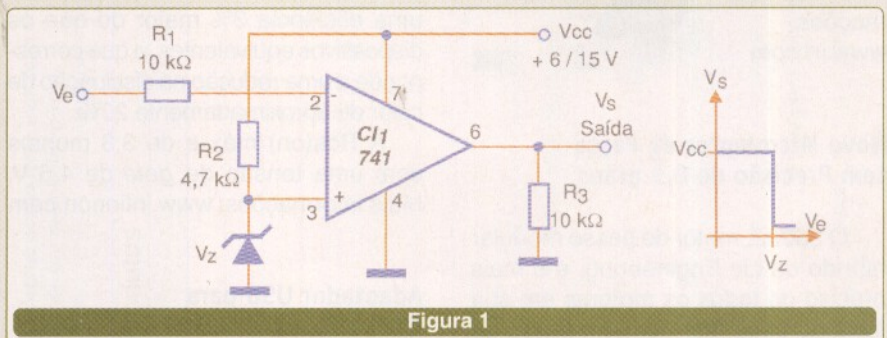 R1
10 kΩ
Ve
R2
4,7 kΩ
Vz
2
-
3
+
CI1
741
7
4
6
Vcc
+ 6 / 15 V
Vs
Saída
R3
10 kΩ
Vs
Vcc
Ve
Vz
Figura 1